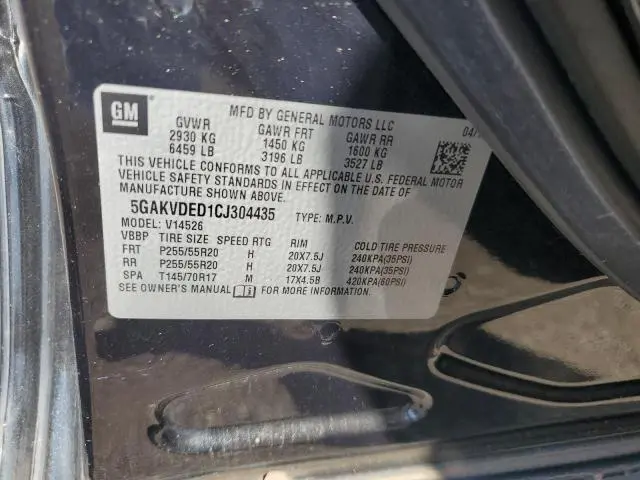 GM
MFD BY GENERAL MOTORS LLC
GVWR GAWR FRT GAWR RR 04/
2930 KG 1450 KG 1600 KG
6459 LB 3196 LB 3527 LB
THIS VEHICLE CONFORMS TO ALL APPLICABLE U.S. FEDERAL MOTOR
VEHICLE SAFETY STANDARDS IN EFFECT ON THE DATE OF
MANUFACTURE SHOWN ABOVE.
5GAKVDED1CJ304435 TYPE: M.P.V.
MODEL: V14526
VBBP TIRE SIZE SPEED RTG RIM COLD TIRE PRESSURE
FRT P255/55R20 H 20X7.5J 240KPA(35PSI)
RR P255/55R20 H 20X7.5J 240KPA(35PSI)
SPA T145/70R17 M 17X4.5B 420KPA(60PSI)
SEE OWNER'S MANUAL FOR MORE INFORMATION.